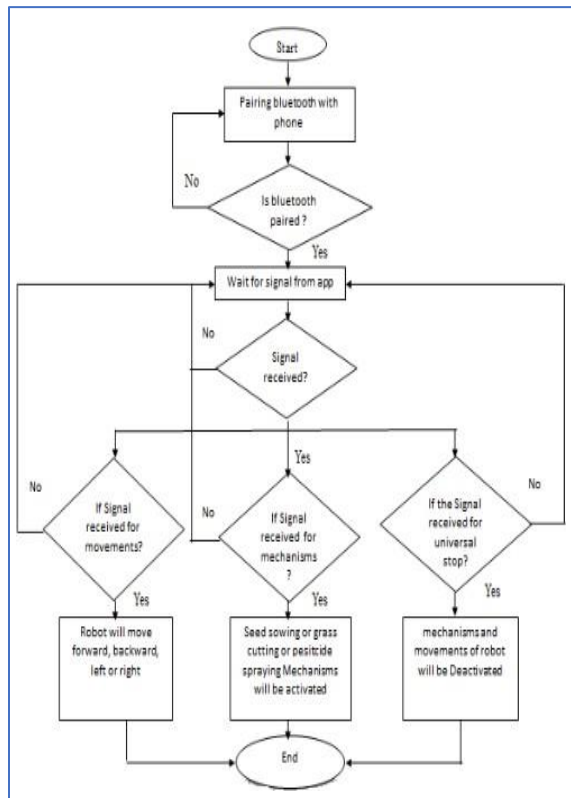 Start
Pairing bluetooth with
phone
No
Is bluetooth
paired ?
Yes
Wait for signal from app
No
Signal
received?
Yes
No
If Signal
received for
movements?
No
If Signal
received for
mechanisms
?
If the Signal
received for
universal
stop?
No
Yes
Yes
Yes
Robot will move
forward, backward,
left or right
Seed sowing or grass
cutting or pesitcide
spraying Mechanisms
will be activated
mechanisms and
movements of robot
will be Deactivated
End